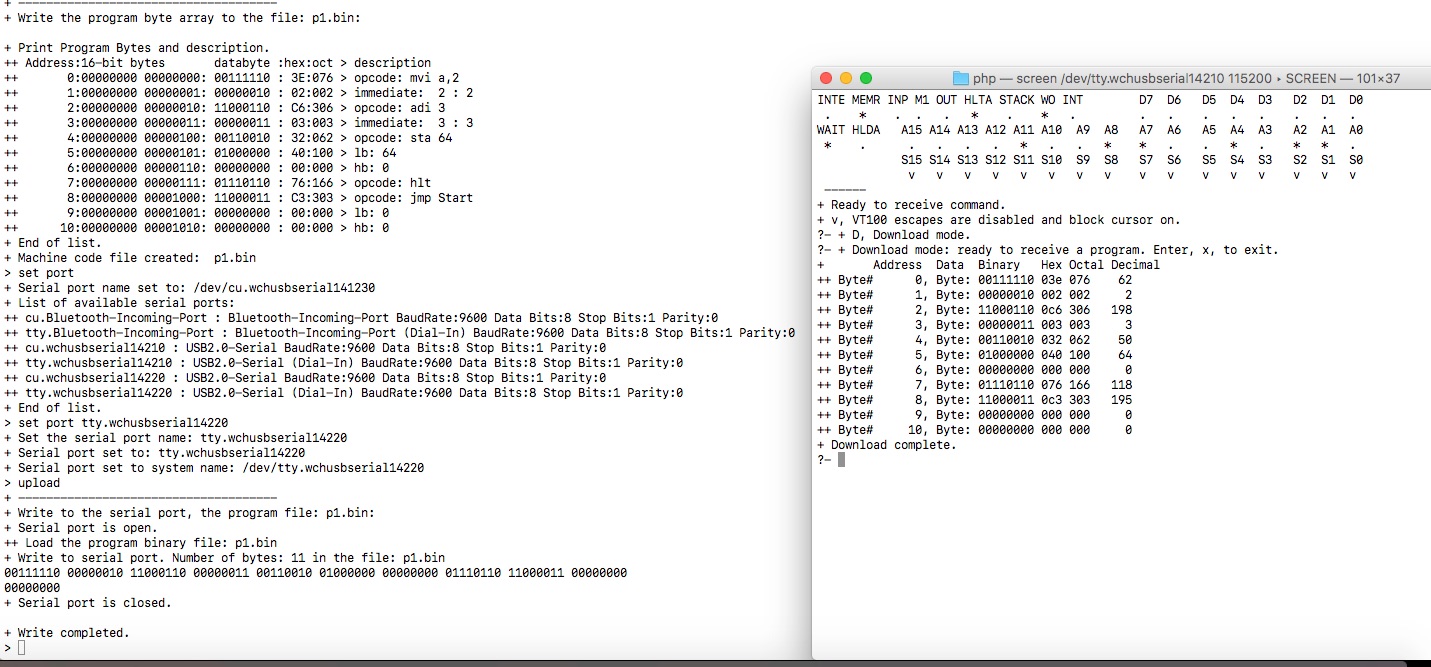 + --------------------------------------
+ Write the program byte array to the file: p1.bin:
+ Print Program Bytes and description.
++ Address:16-bit bytes       databyte :hex:oct > description
++       0:00000000 00000000: 00111110 : 3E:076 > opcode: mvi a,2
++       1:00000000 00000001: 00000010 : 02:002 > immediate:  2 : 2
++       2:00000000 00000010: 11000110 : C6:306 > opcode: adi 3
++       3:00000000 00000011: 00000011 : 03:003 > immediate:  3 : 3
++       4:00000000 00000100: 00110010 : 32:062 > opcode: sta 64
++       5:00000000 00000101: 01000000 : 40:100 > lb: 64
++       6:00000000 00000110: 00000000 : 00:000 > hb: 0
++       7:00000000 00000111: 01110110 : 76:166 > opcode: hlt
++       8:00000000 00001000: 11000011 : C3:303 > opcode: jmp Start
++       9:00000000 00001001: 00000000 : 00:000 > lb: 0
++      10:00000000 00001010: 00000000 : 00:000 > hb: 0
+ End of list.
+ Machine code file created:  p1.bin
> set port
+ Serial port name set to: /dev/cu.wchusbserial141230
+ List of available serial ports:
++ cu.Bluetooth-Incoming-Port : Bluetooth-Incoming-Port BaudRate:9600 Data Bits:8 Stop Bits:1 Parity:0
++ tty.Bluetooth-Incoming-Port : Bluetooth-Incoming-Port (Dial-In) BaudRate:9600 Data Bits:8 Stop Bits:1 Parity:0
++ cu.wchusbserial14210 : USB2.0-Serial BaudRate:9600 Data Bits:8 Stop Bits:1 Parity:0
++ tty.wchusbserial14210 : USB2.0-Serial (Dial-In) BaudRate:9600 Data Bits:8 Stop Bits:1 Parity:0
++ cu.wchusbserial14220 : USB2.0-Serial BaudRate:9600 Data Bits:8 Stop Bits:1 Parity:0
++ tty.wchusbserial14220 : USB2.0-Serial (Dial-In) BaudRate:9600 Data Bits:8 Stop Bits:1 Parity:0
+ End of list.
> set port tty.wchusbserial14220
+ Set the serial port name: tty.wchusbserial14220
+ Serial port set to: tty.wchusbserial14220
+ Serial port set to system name: /dev/tty.wchusbserial14220
> upload
+ --------------------------------------
+ Write to the serial port, the program file: p1.bin:
+ Serial port is open.
++ Load the program binary file: p1.bin
+ Write to serial port. Number of bytes: 11 in the file: p1.bin
00111110 00000010 11000110 00000011 00110010 01000000 00000000 01110110 11000011 00000000
00000000
+ Serial port is closed.
+ Write completed.
>
php — screen /dev/tty.wchusbserial14210 115200 ▸ SCREEN — 101×37
INTE MEMR INP M1 OUT HLTA STACK WO INT        D7  D6   D5  D4  D3   D2  D1  D0
 .    *    .  .  .    *    .    *   .         .   .    .   .   .    .   .   .
WAIT HLDA   A15 A14 A13 A12 A11 A10  A9  A8   A7  A6   A5  A4  A3   A2  A1  A0
 *    .      .   .   .   .   *   .   .   *    *   .    .   *   .    *   *   .
            S15 S14 S13 S12 S11 S10  S9  S8   S7  S6   S5  S4  S3   S2  S1  S0
             v   v   v   v   v   v   v   v    v   v    v   v   v    v   v   v
 ------
+ Ready to receive command.
+ v, VT100 escapes are disabled and block cursor on.
?- + D, Download mode.
?- + Download mode: ready to receive a program. Enter, x, to exit.
+       Address  Data  Binary   Hex Octal Decimal
++ Byte#      0, Byte: 00111110 03e 076    62
++ Byte#      1, Byte: 00000010 002 002     2
++ Byte#      2, Byte: 11000110 0c6 306   198
++ Byte#      3, Byte: 00000011 003 003     3
++ Byte#      4, Byte: 00110010 032 062    50
++ Byte#      5, Byte: 01000000 040 100    64
++ Byte#      6, Byte: 00000000 000 000     0
++ Byte#      7, Byte: 01110110 076 166   118
++ Byte#      8, Byte: 11000011 0c3 303   195
++ Byte#      9, Byte: 00000000 000 000     0
++ Byte#     10, Byte: 00000000 000 000     0
+ Download complete.
?-